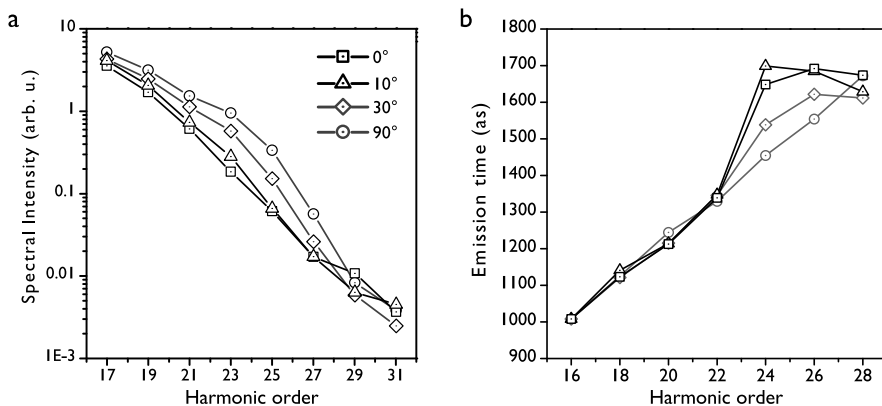 a
Spectral Intensity (arb. u.)
10
1
0.1
0.01
1E-3
17 19 21 23 25 27 29 31
Harmonic order
0°
10°
30°
90°
b
Emission time (as)
1800
1700
1600
1500
1400
1300
1200
1100
1000
900
16 18 20 22 24 26 28
Harmonic order